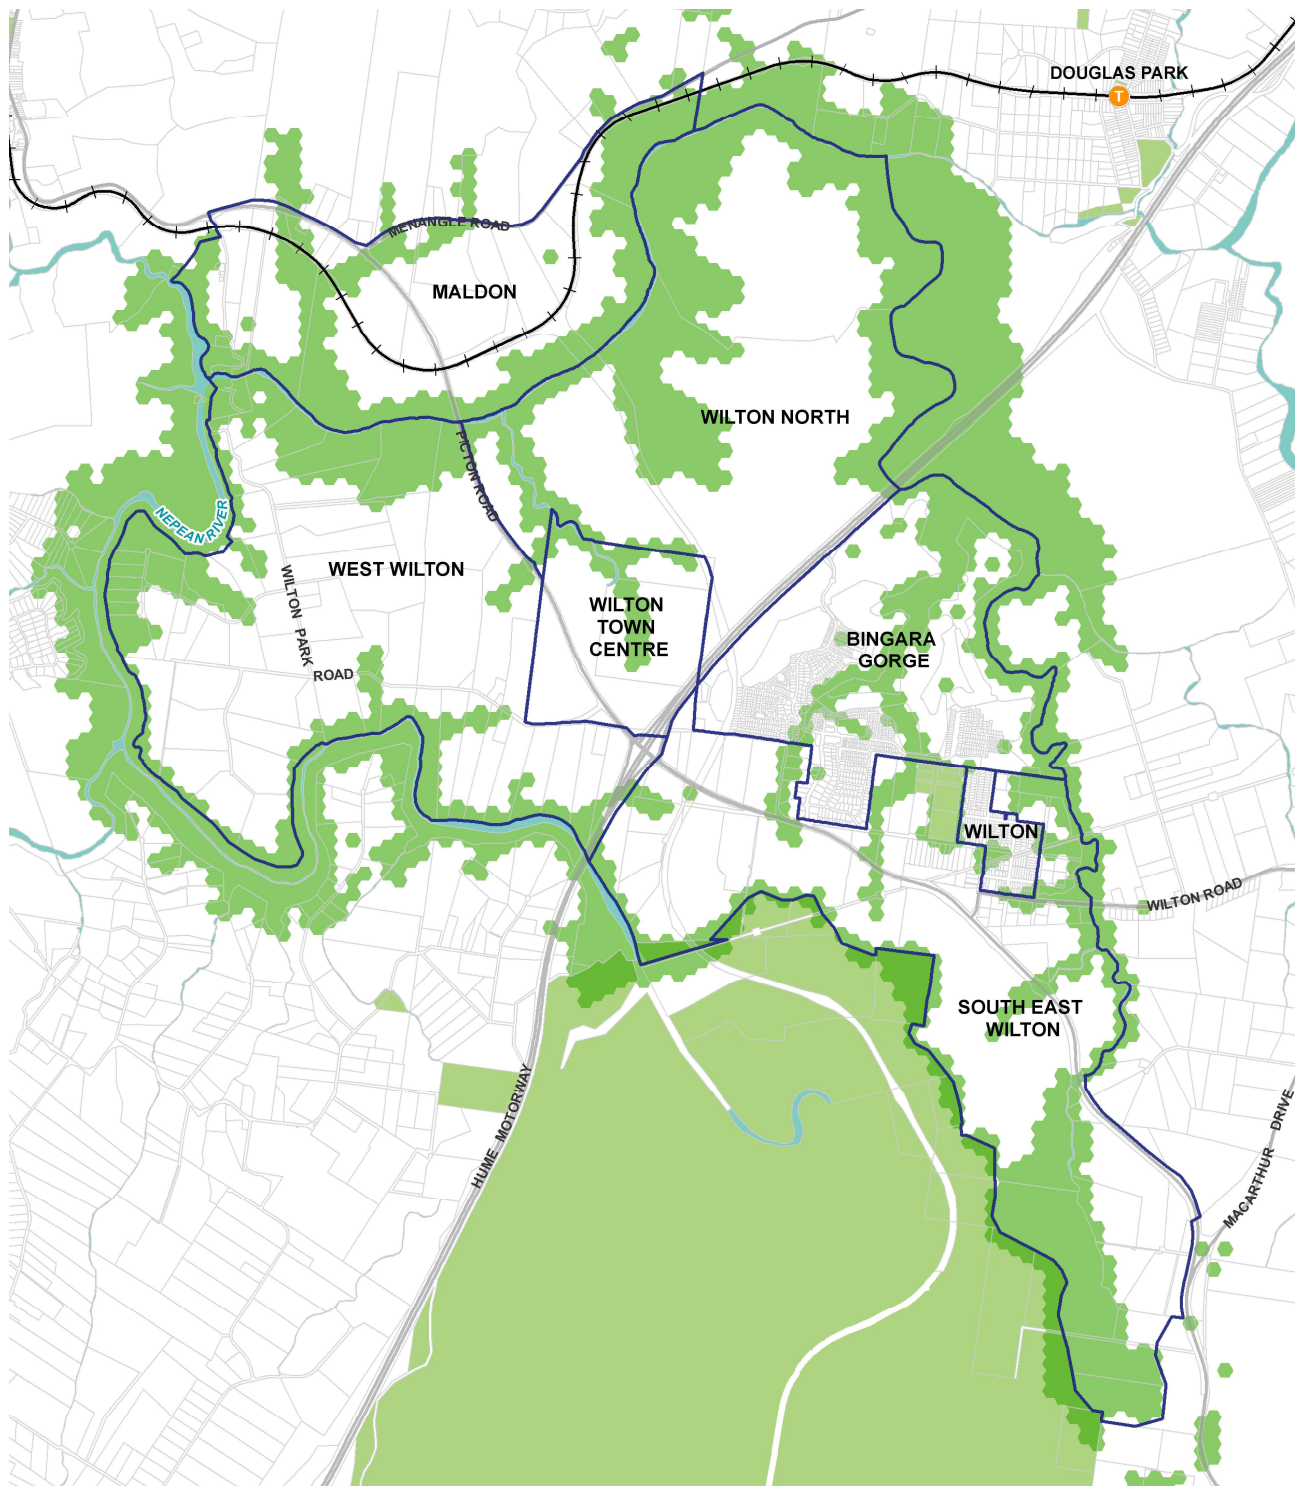 DOUGLAS PARK
T
MENANGLE ROAD
MALDON
WILTON NORTH
PICTON ROAD
NEPEAN RIVER
WEST WILTON
WILTON PARK ROAD
WILTON
TOWN
CENTRE
BINGARA
GORGE
WILTON
WILTON ROAD
SOUTH EAST
WILTON
HUME MOTORWAY
MACARTHUR DRIVE